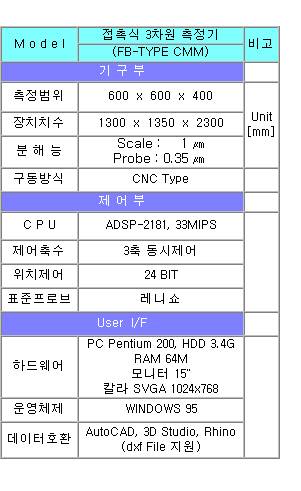 Model 접촉식 3차원 측정기 (FB-TYPE CMM) 비고
기 구 부
측정범위 600 x 600 x 400 Unit [mm]
장치치수 1300 x 1350 x 2300
분 해 능 Scale : 1 ㎛
Probe : 0.35 ㎛
구동방식 CNC Type
제 어 부
C P U ADSP-2181, 33MIPS
제어축수 3축 동시제어
위치제어 24 BIT
표준프로브 레니쇼
User I/F
하드웨어 PC Pentium 200, HDD 3.4G
RAM 64M
모니터 15"
칼라 SVGA 1024x768
운영체제 WINDOWS 95
데이터호환 AutoCAD, 3D Studio, Rhino
(dxf File 지원)